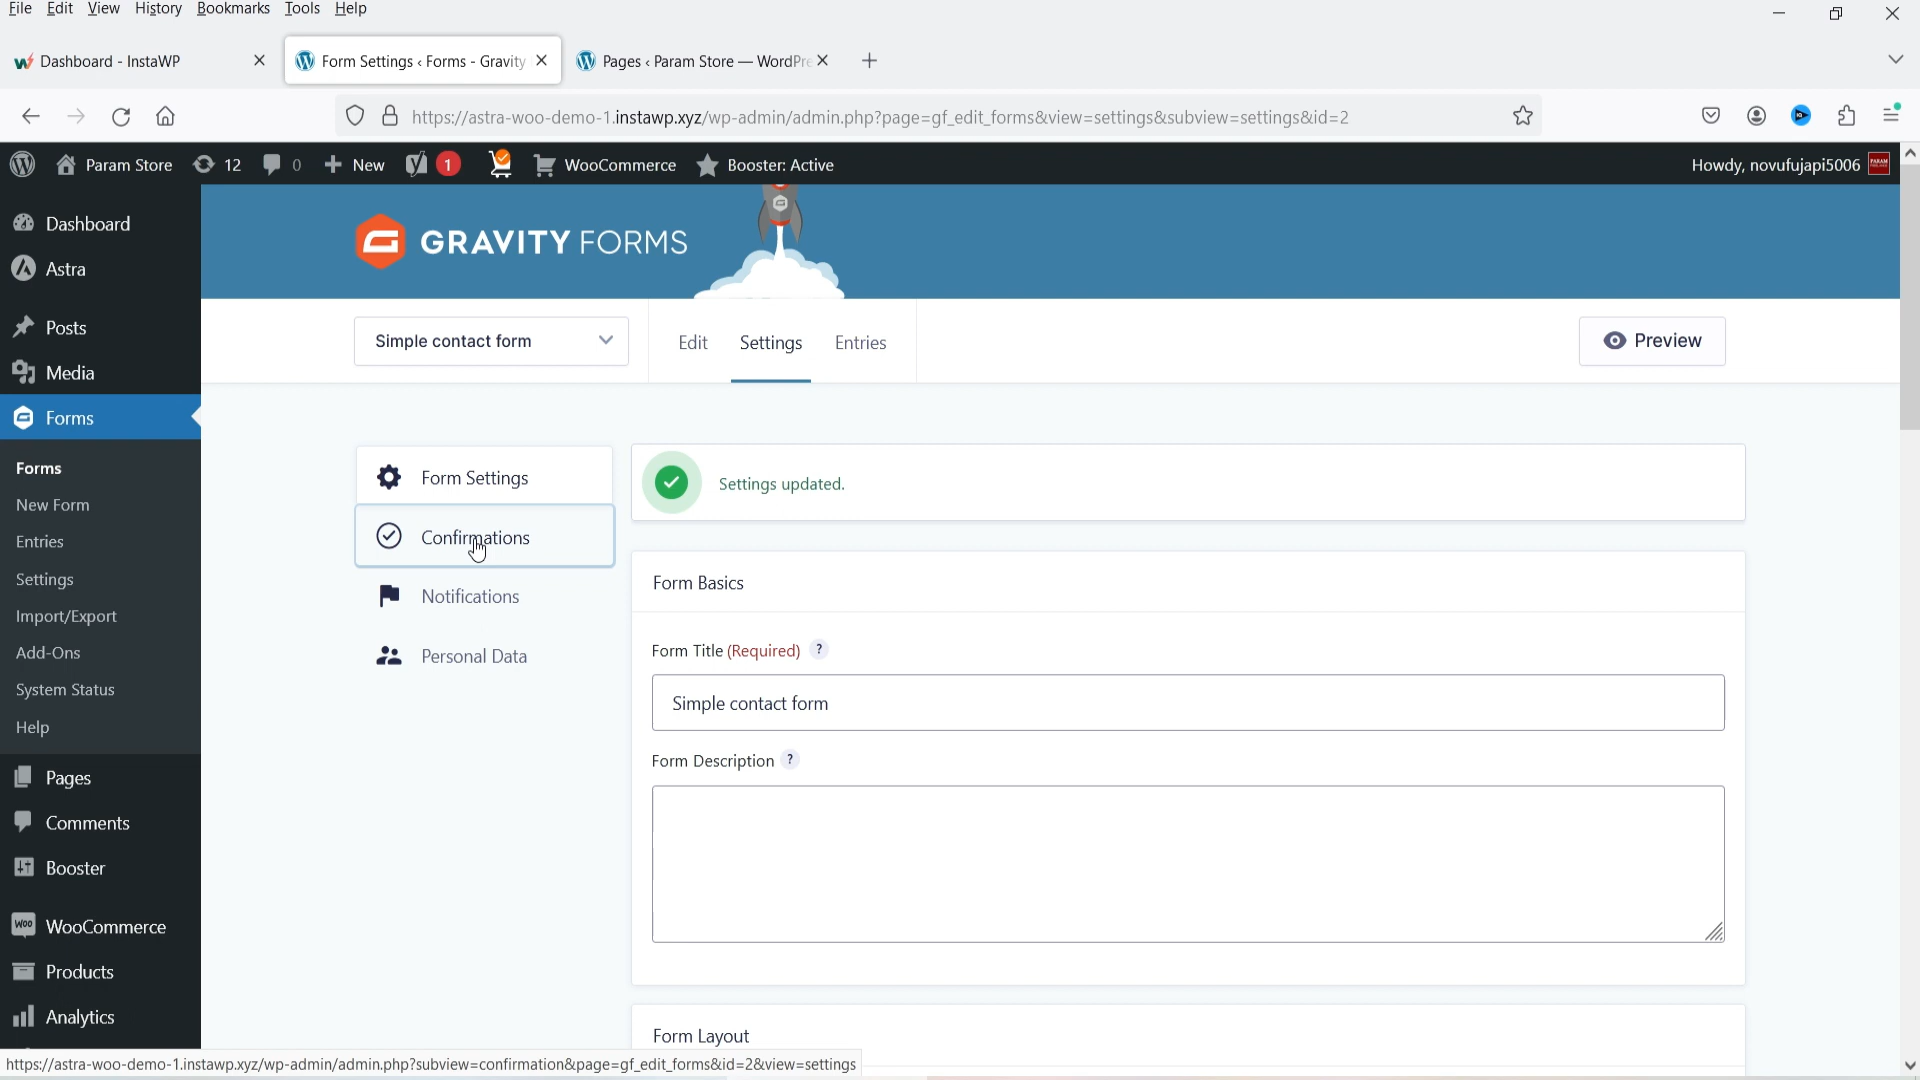 File Edit View History Bookmarks Tools Help
Dashboard - InstaWP
Form Settings ‹ Forms - Gravity
Pages ‹ Param Store — WordPre
https://astra-woo-demo-1.instawp.xyz/wp-admin/admin.php?page=gf_edit_forms&view=settings&subview=settings&id=2
Param Store 12 0 New 1 WooCommerce Booster: Active Howdy, novufujapi5006
Dashboard
Astra
Posts
Media
Forms
Forms
New Form
Entries
Settings
Import/Export
Add-Ons
System Status
Help
Pages
Comments
Booster
WooCommerce
Products
Analytics
GRAVITY FORMS
Simple contact form
Edit Settings Entries
Preview
Form Settings
Confirmations
Notifications
Personal Data
Settings updated.
Form Basics
Form Title (Required) ?
Simple contact form
Form Description ?
Form Layout
https://astra-woo-demo-1.instawp.xyz/wp-admin/admin.php?subview=confirmation&page=gf_edit_forms&id=2&view=settings